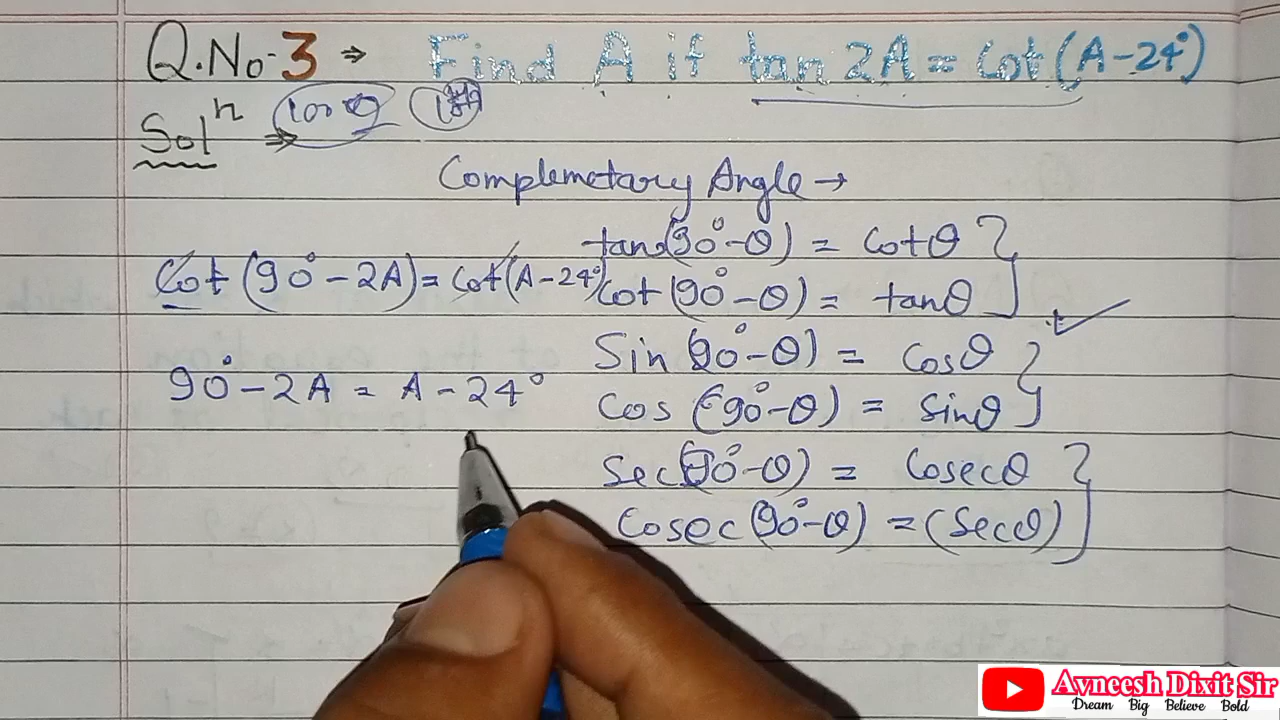 Q.No-3 ⇒ Find A if tan 2A = Cot(A-24°)
Solⁿ ⇒ 100
Complemetary Angle →
tan(90°-θ) = Cotθ
Cot(90°-2A) = Cot(A-24°)
Cot(90°-θ) = tanθ
Sin(90°-θ) = Cosθ
90°-2A = A-24°
Cos(90°-θ) = Sinθ
Sec(90°-θ) = Cosecθ
Cosec(90°-θ) = (Secθ)
Avneesh Dixit Sir
Dream Big Believe Bold